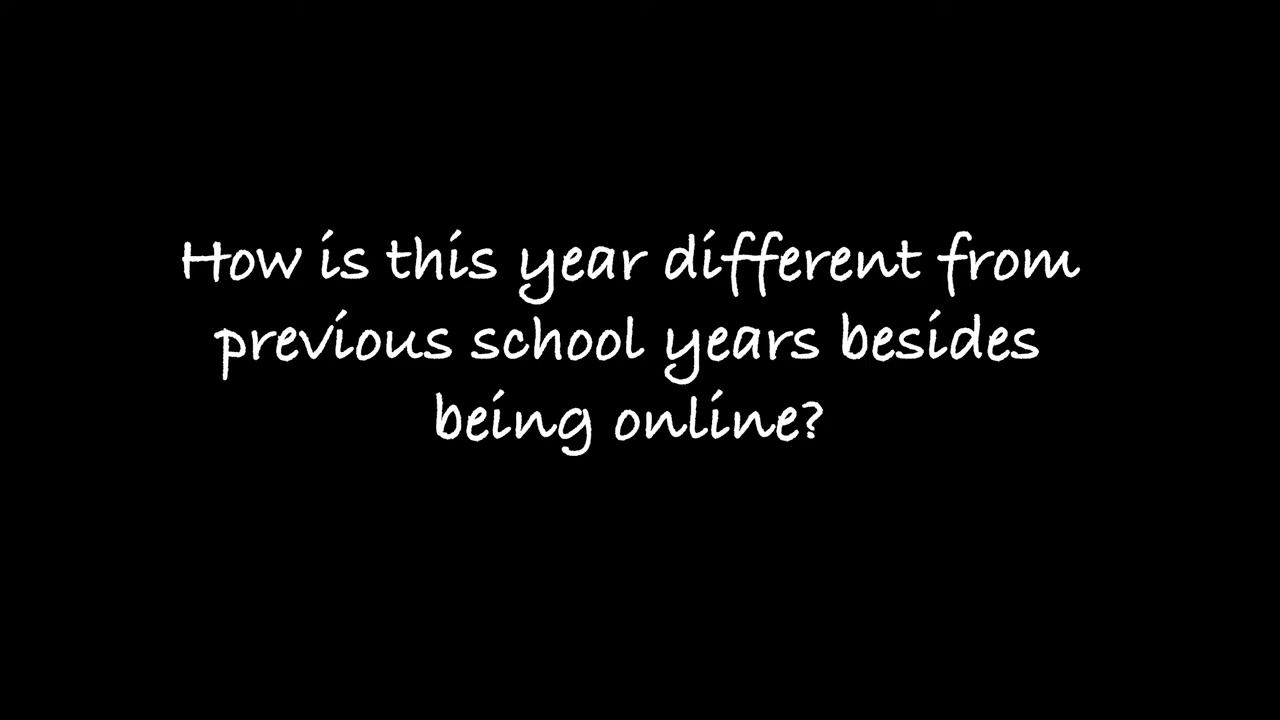 How is this year different from
previous school years besides
being online?